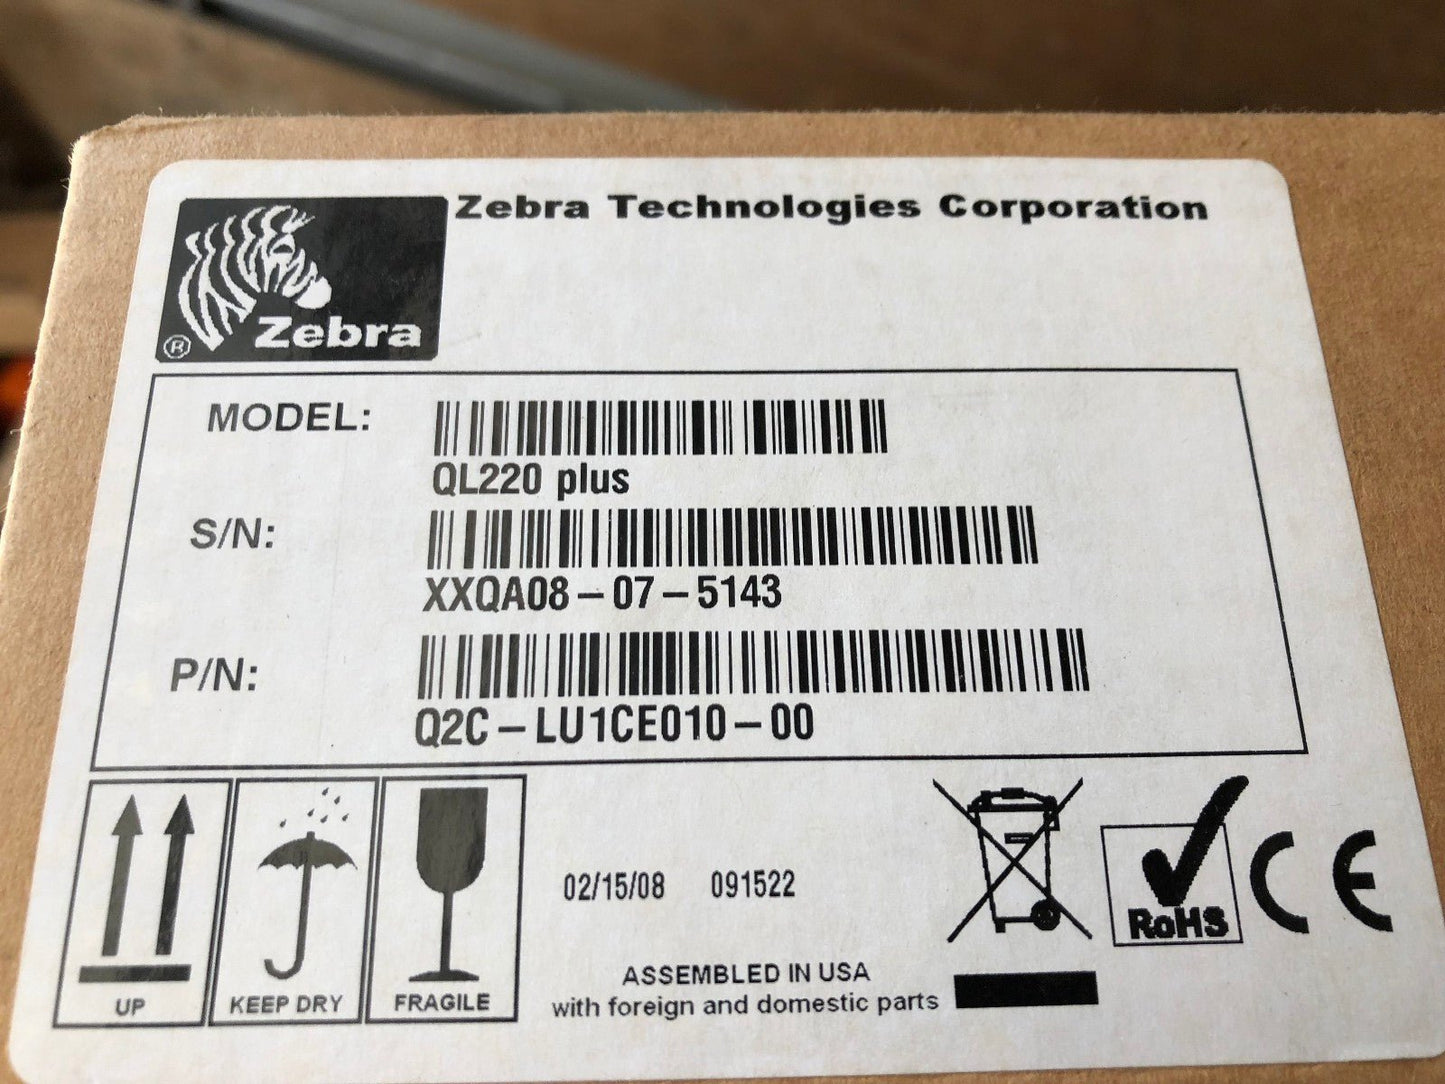 Zebra Technologies Corporation
Zebra
®
MODEL:
QL220 plus
S/N:
XXQA08-07-5143
P/N:
Q2C-LU1CE010-00
UP
KEEP DRY
FRAGILE
02/15/08 091522
ASSEMBLED IN USA
with foreign and domestic parts
RoHS
CE